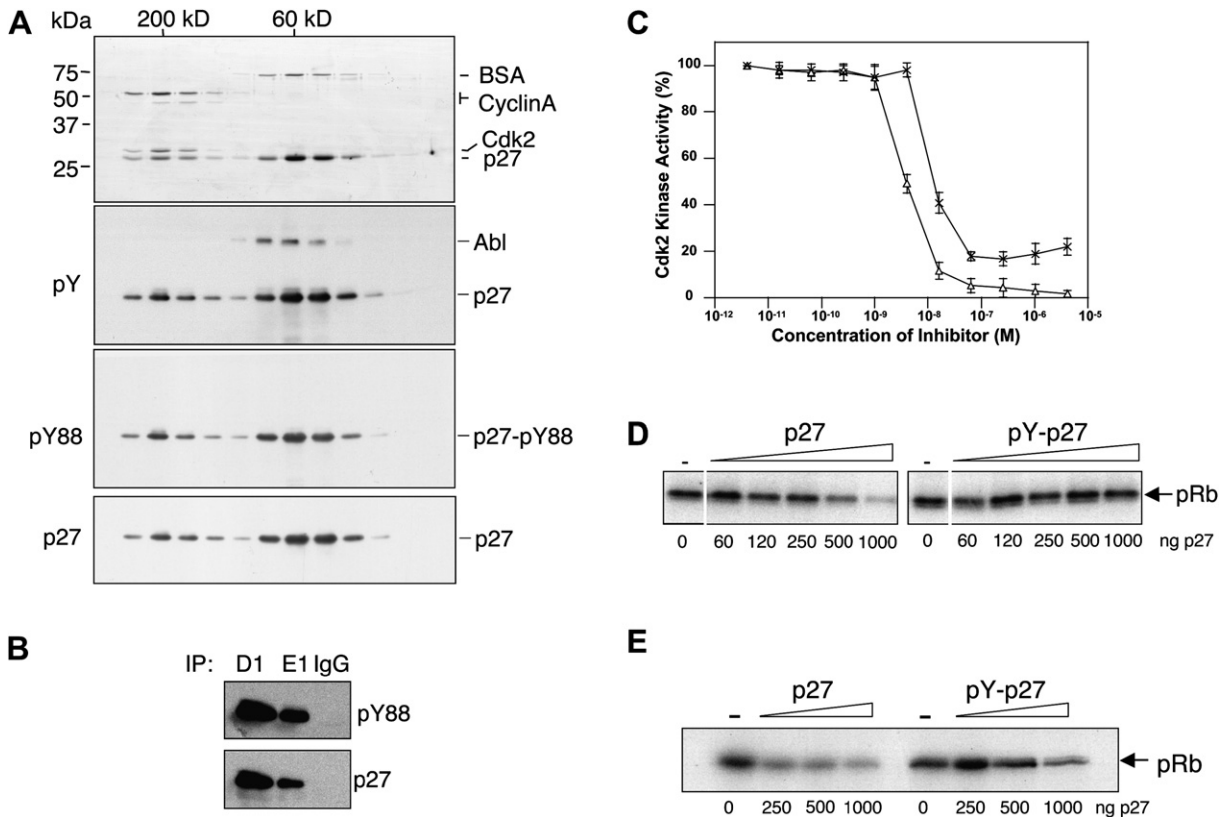 A
kDa 200 kD 60 kD
75
50
37
25
BSA
CyclinA
Cdk2
p27
pY
Abl
p27
pY88
p27-pY88
p27
p27
B
IP: D1 E1 IgG
pY88
p27
C
Cdk2 Kinase Activity (%)
100
80
60
40
20
0
10-12 10-11 10-10 10-9 10-8 10-7 10-6 10-5
Concentration of Inhibitor (M)
D
p27 pY-p27
- -
pRb
0 60 120 250 500 1000 0 60 120 250 500 1000 ng p27
E
p27 pY-p27
- -
pRb
0 250 500 1000 0 250 500 1000 ng p27